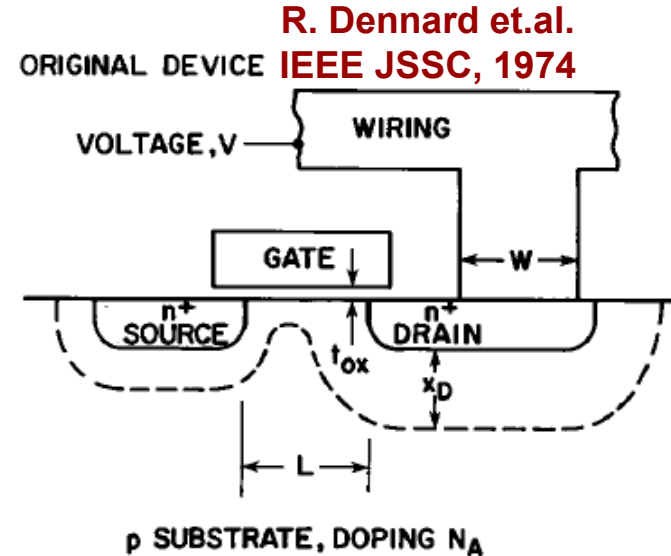 R. Dennard et.al.
ORIGINAL DEVICE IEEE JSSC, 1974
WIRING
VOLTAGE, V
GATE
W
n+ n+
SOURCE DRAIN
tox
xD
L
p SUBSTRATE, DOPING NA